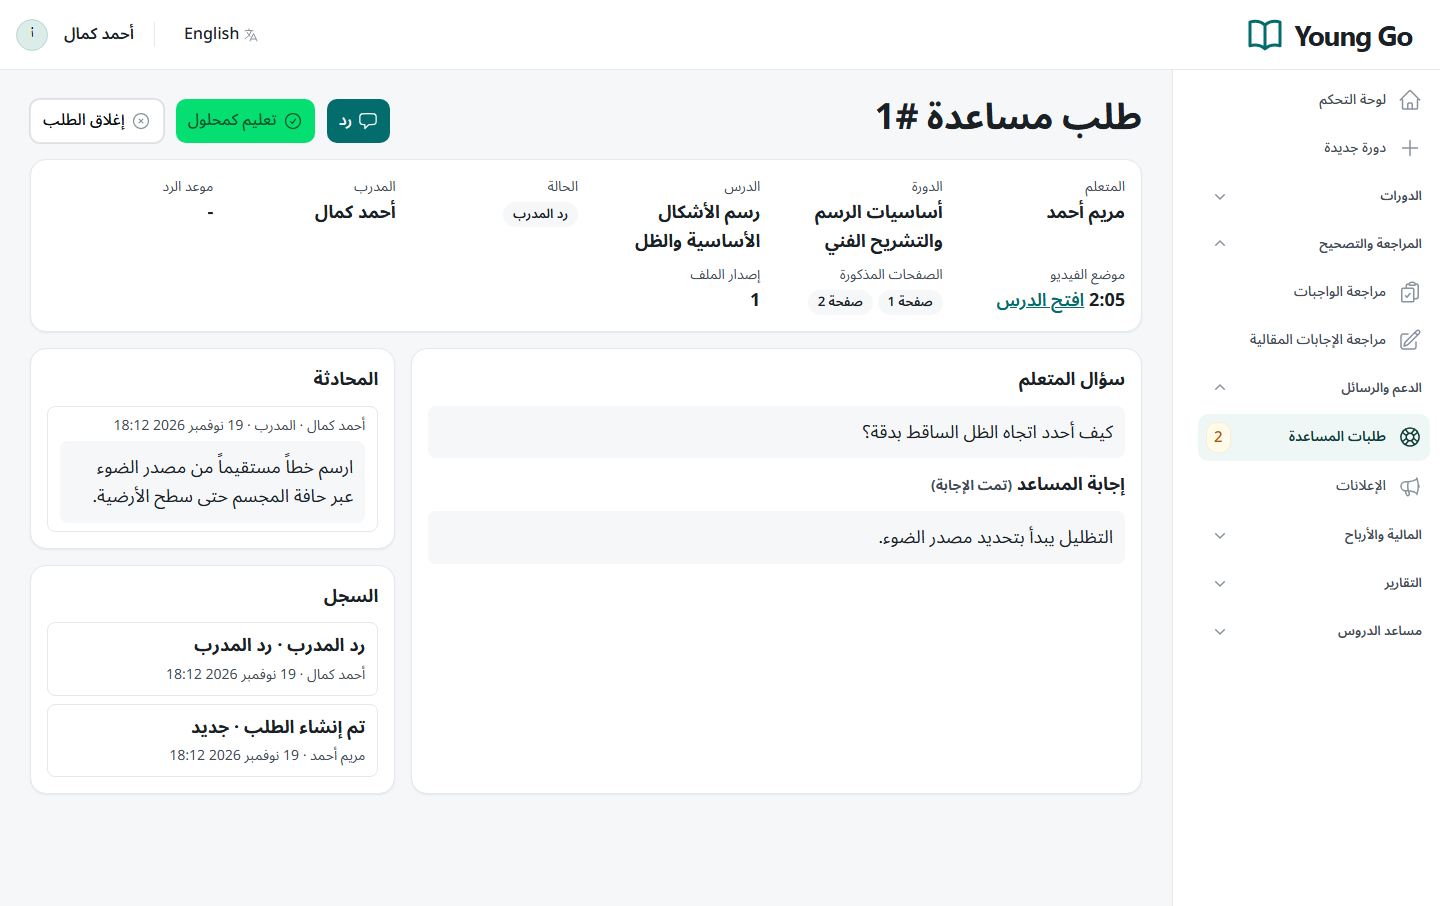 Young Go
English
أحمد كمال
أ
لوحة التحكم
دورة جديدة
الدورات
المراجعة والتصحيح
مراجعة الواجبات
مراجعة الإجابات المقالية
الدعم والرسائل
طلبات المساعدة 2
الإعلانات
المالية والأرباح
التقارير
مساعد الدروس
طلب مساعدة #1
رد
تعليم كمحلول
إغلاق الطلب
المتعلم
مريم أحمد
الدورة
أساسيات الرسم
والتشريح الفني
الدرس
رسم الأشكال
الأساسية والظل
الحالة
رد المدرب
المدرب
أحمد كمال
موعد الرد
-
موضع الفيديو
2:05 افتح الدرس
الصفحات المذكورة
صفحة 1 صفحة 2
إصدار الملف
1
سؤال المتعلم
كيف أحدد اتجاه الظل الساقط بدقة؟
إجابة المساعد (تمت الإجابة)
التظليل يبدأ بتحديد مصدر الضوء.
المحادثة
أحمد كمال · المدرب · 19 نوفمبر 2026 18:12
ارسم خطاً مستقيماً من مصدر الضوء
عبر حافة المجسم حتى سطح الأرضية.
السجل
رد المدرب · رد المدرب
أحمد كمال · 19 نوفمبر 2026 18:12
تم إنشاء الطلب · جديد
مريم أحمد · 19 نوفمبر 2026 18:12